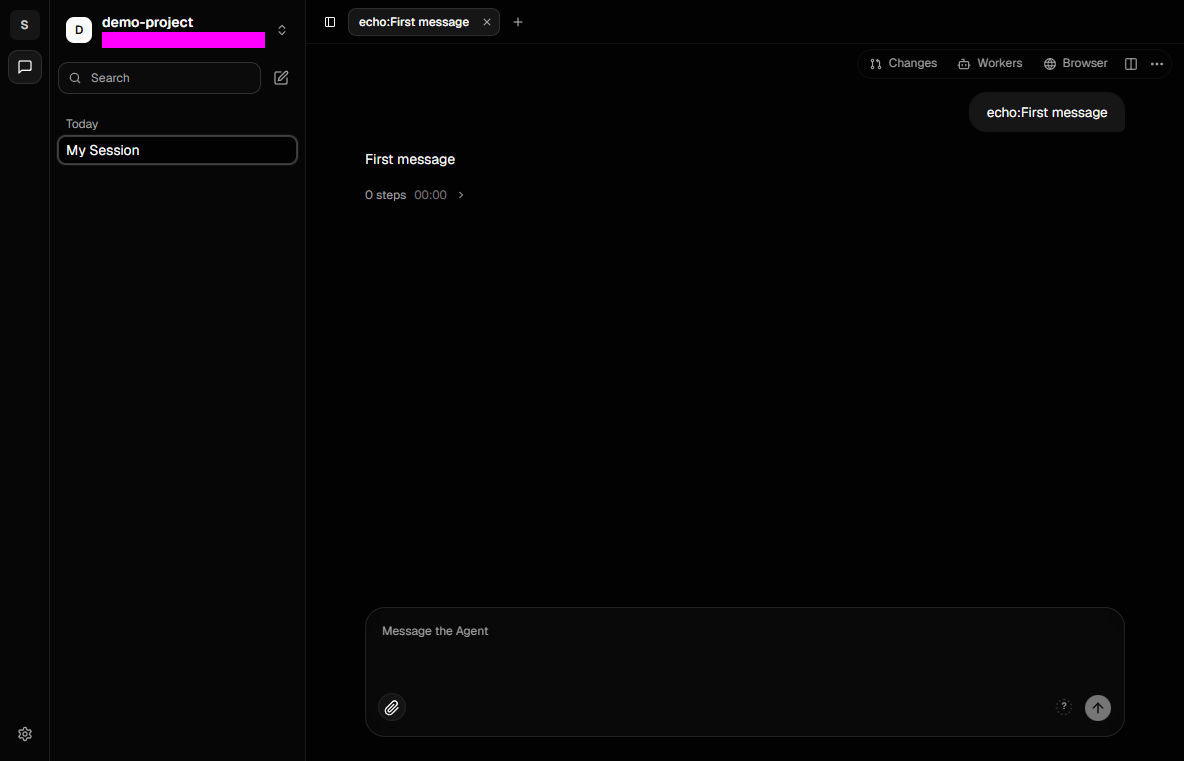 S
D
demo-project
Search
Today
My Session
echo:First message
Changes
Workers
Browser
echo:First message
First message
0 steps 00:00
Message the Agent
?